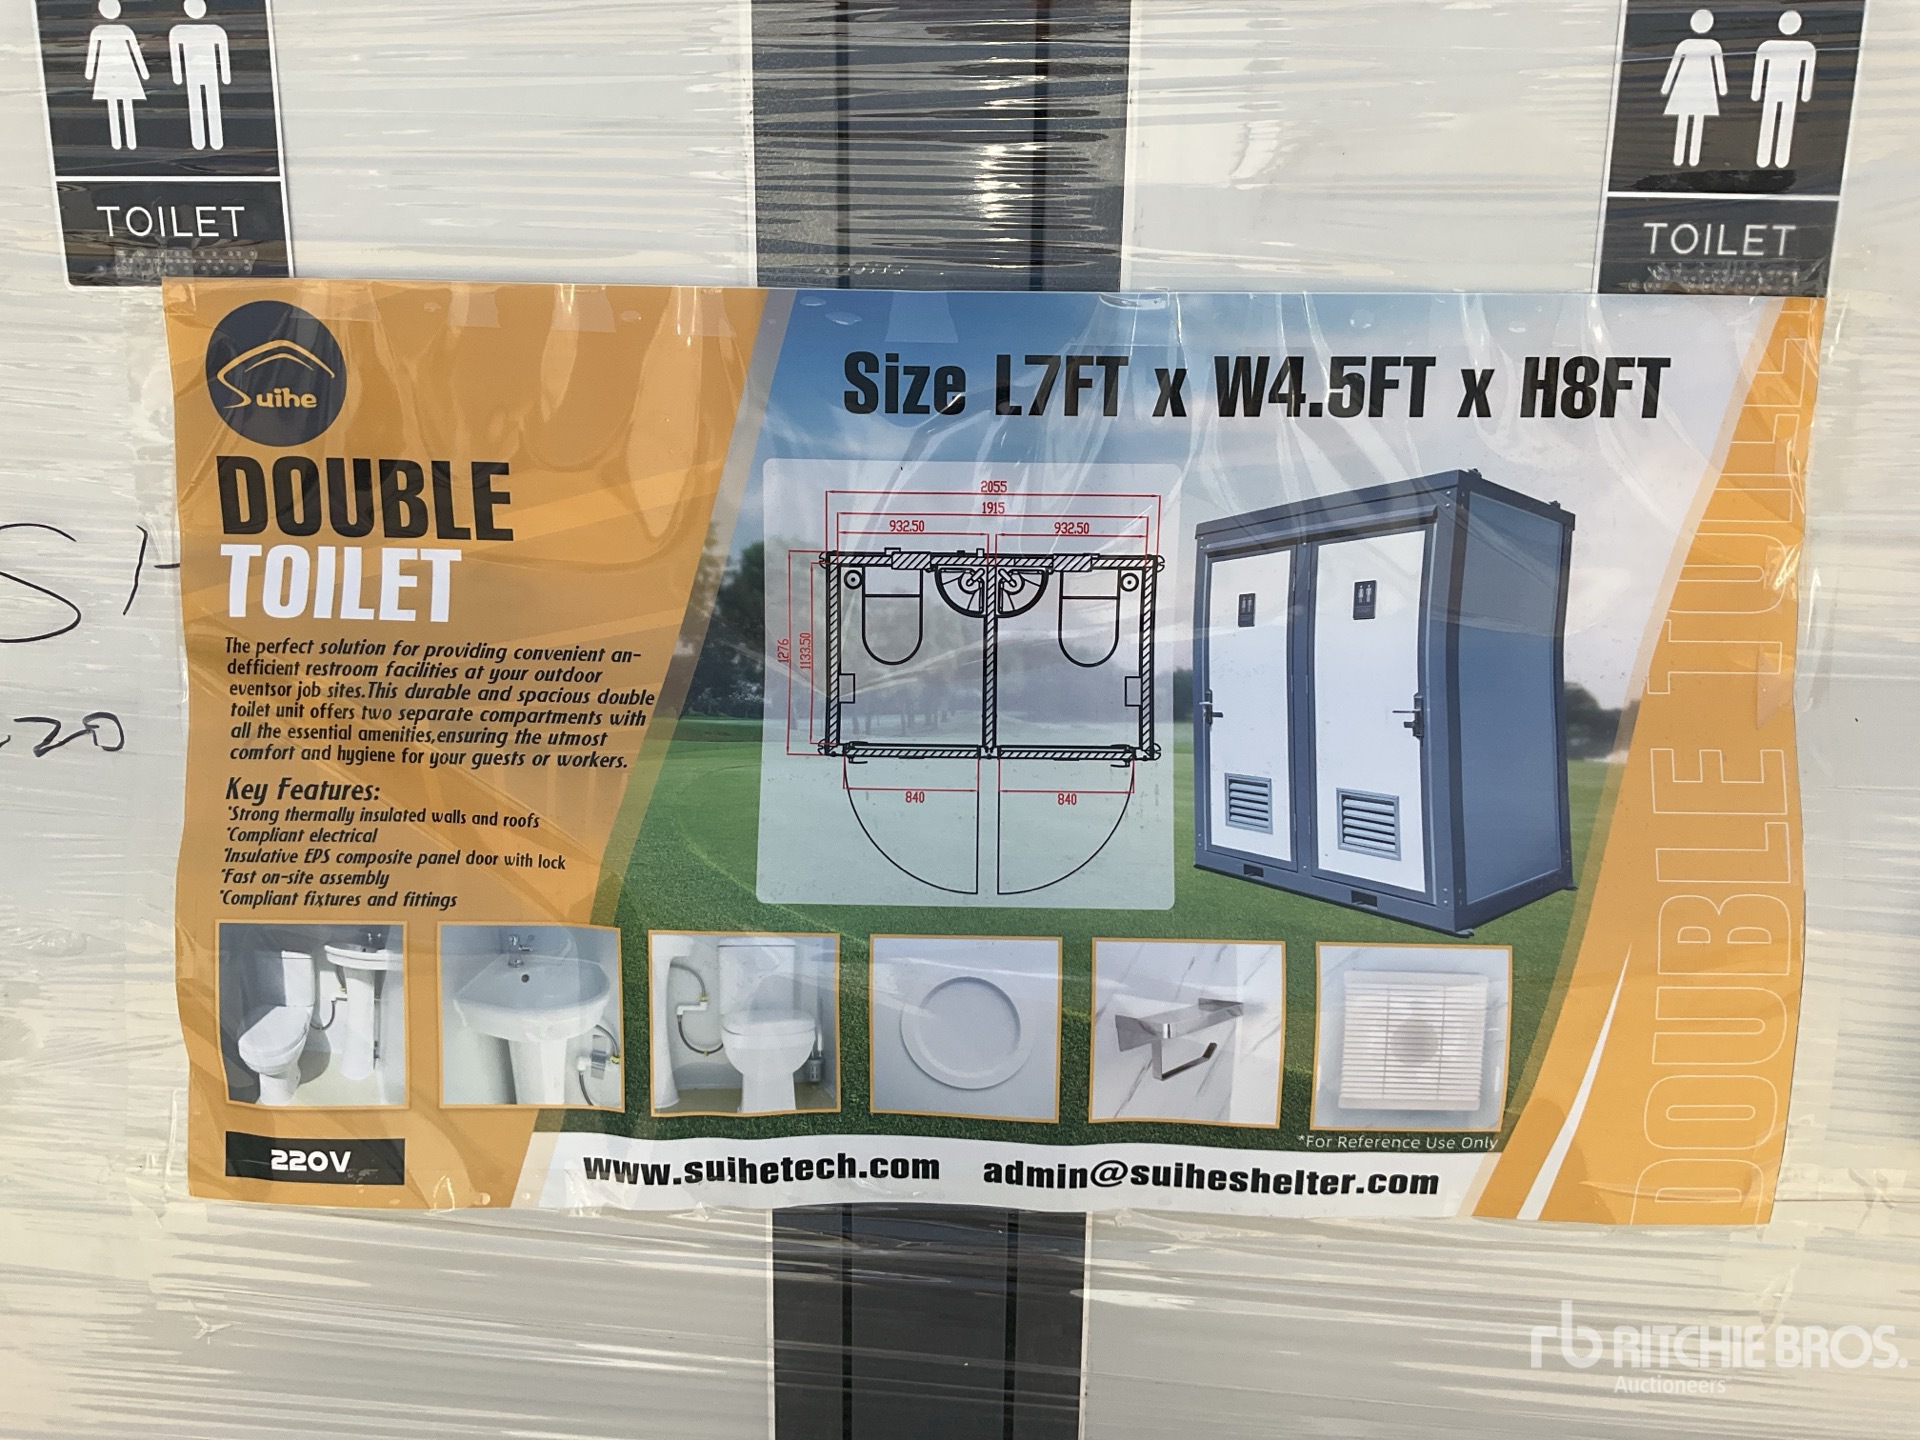 TOILET
TOILET
Suihe
DOUBLE
TOILET
The perfect solution for providing convenient an-
defficient restroom facilities at your outdoor
eventsor job sites.This durable and spacious double
toilet unit offers two separate compartments with
all the essential amenities,ensuring the utmost
comfort and hygiene for your guests or workers.
Key Features:
*Strong thermally insulated walls and roofs
*Compliant electrical
*Insulative EPS composite panel door with lock
*Fast on-site assembly
*Compliant fixtures and fittings
220V
Size L7FT x W4.5FT x H8FT
2055
1915
932.50 932.50
1276
1133.50
840 840
*For Reference Use Only
www.suihetech.com admin@suiheshelter.com
DOUBLE TOILET
220
rb RITCHIE BROS.
Auctioneers